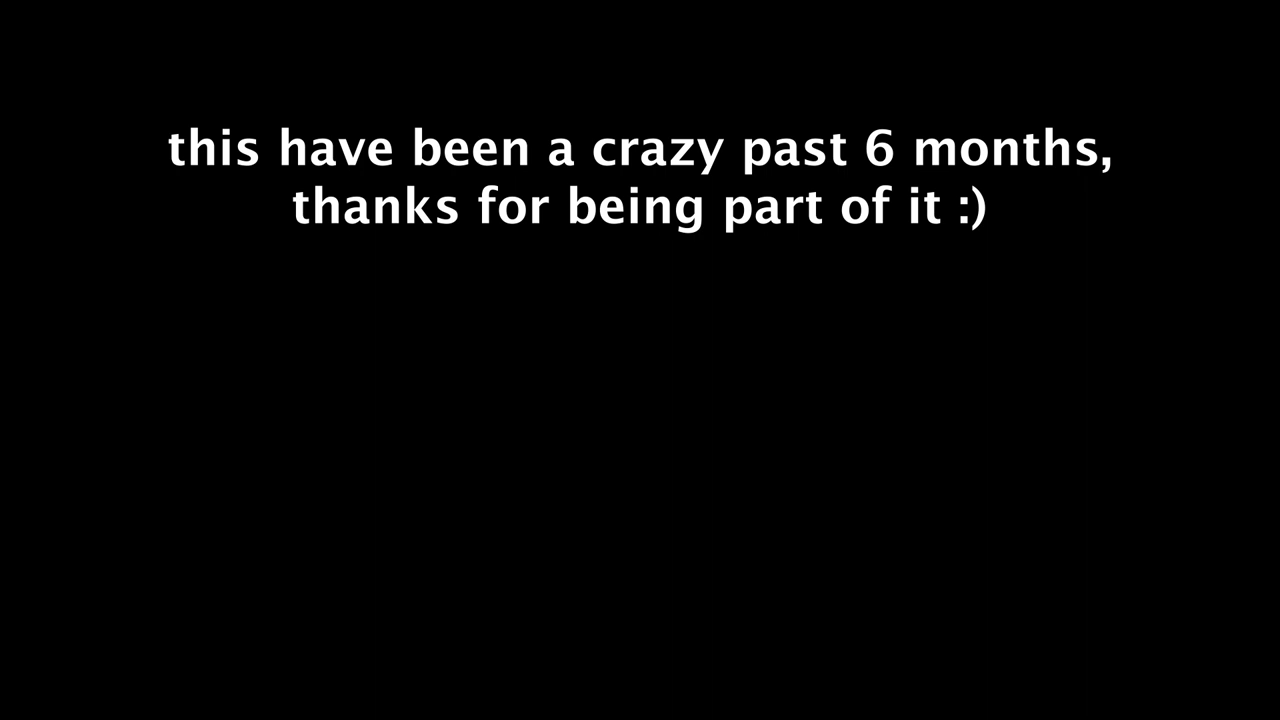 this have been a crazy past 6 months,
thanks for being part of it :)